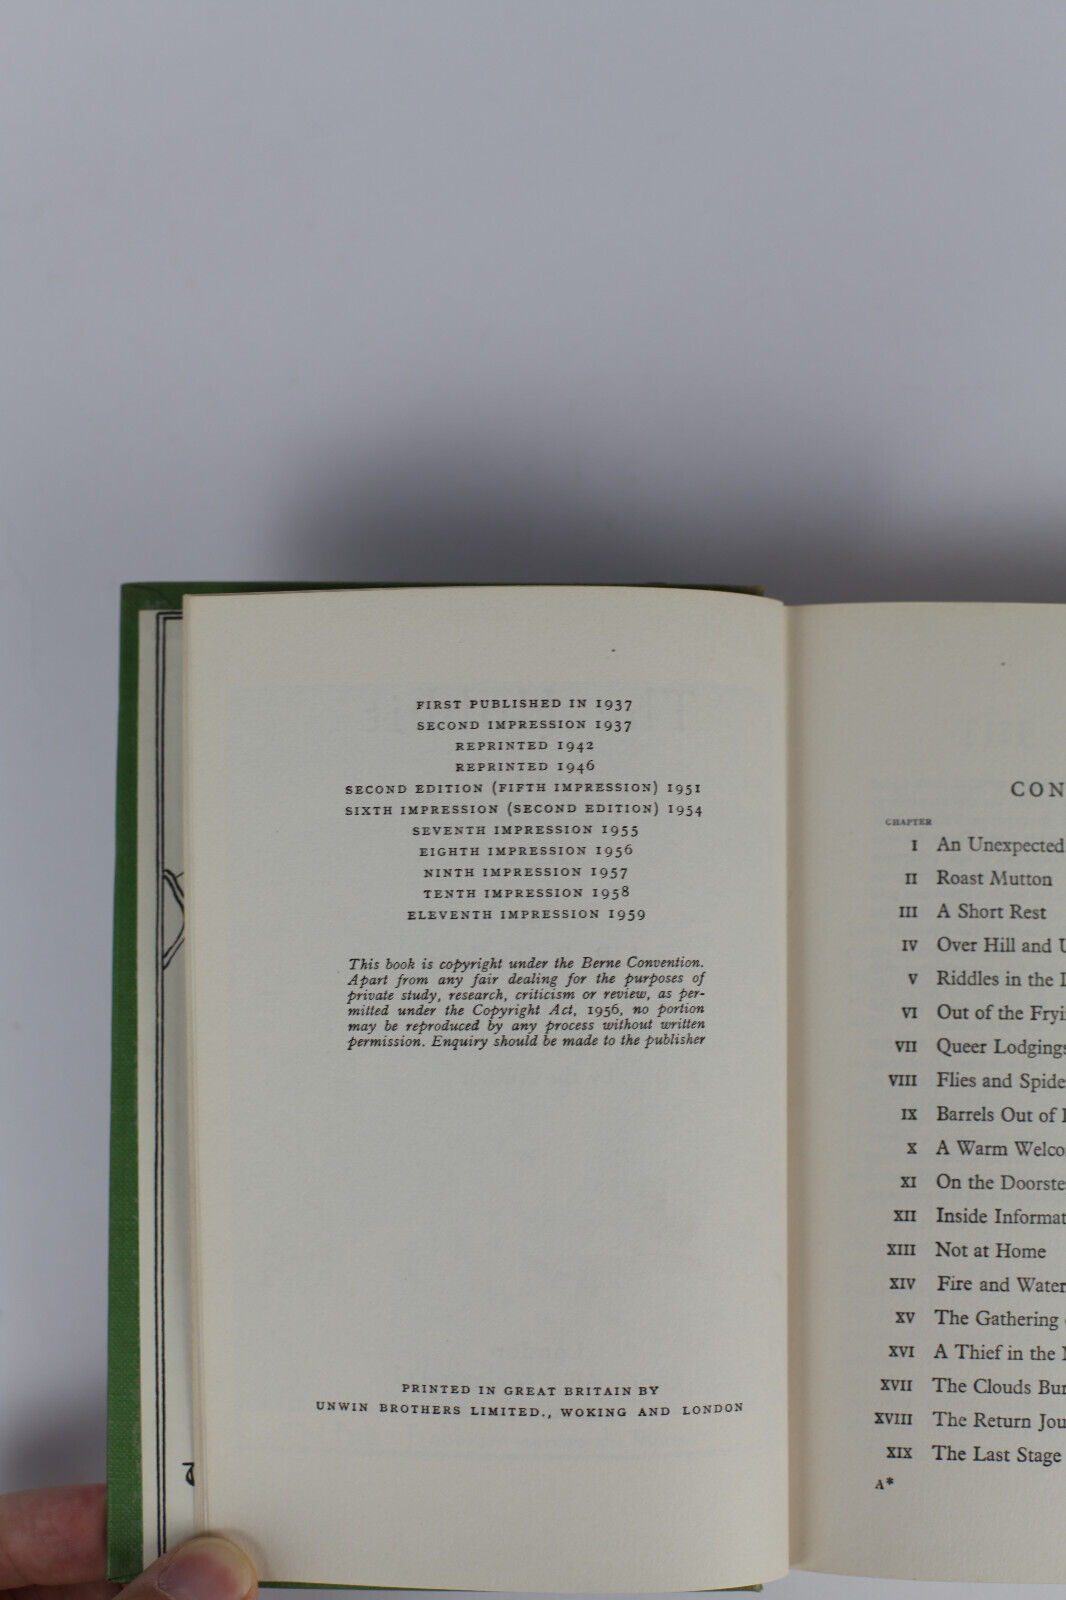 FIRST PUBLISHED IN 1937
SECOND IMPRESSION 1937
REPRINTED 1942
REPRINTED 1946
SECOND EDITION (FIFTH IMPRESSION) 1951
SIXTH IMPRESSION (SECOND EDITION) 1954
SEVENTH IMPRESSION 1955
EIGHTH IMPRESSION 1956
NINTH IMPRESSION 1957
TENTH IMPRESSION 1958
ELEVENTH IMPRESSION 1959
This book is copyright under the Berne Convention.
Apart from any fair dealing for the purposes of
private study, research, criticism or review, as per-
mitted under the Copyright Act, 1956, no portion
may be reproduced by any process without written
permission. Enquiry should be made to the publisher
PRINTED IN GREAT BRITAIN BY
UNWIN BROTHERS LIMITED., WOKING AND LONDON
CON
CHAPTER
I An Unexpected
II Roast Mutton
III A Short Rest
IV Over Hill and U
V Riddles in the
VI Out of the Fryi
VII Queer Lodgings
VIII Flies and Spide
IX Barrels Out of
X A Warm Welco
XI On the Doorste
XII Inside Informat
XIII Not at Home
XIV Fire and Water
XV The Gathering
XVI A Thief in the
XVII The Clouds Bur
XVIII The Return Jou
XIX The Last Stage
A*